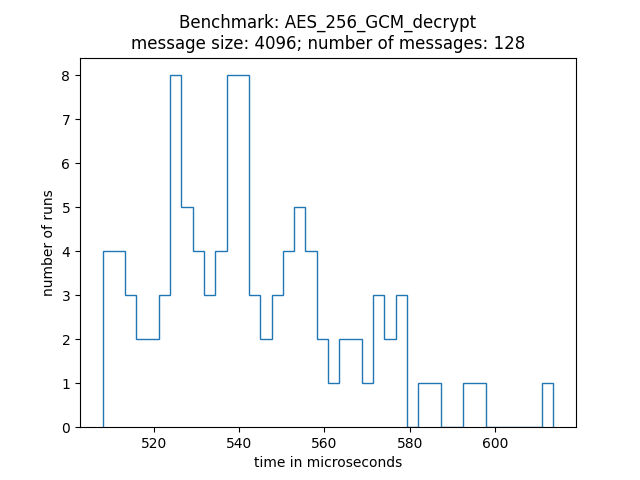 Benchmark: AES_256_GCM_decrypt
message size: 4096; number of messages: 128
8
7
6
5
4
3
2
1
0
number of runs
520 540 560 580 600
time in microseconds